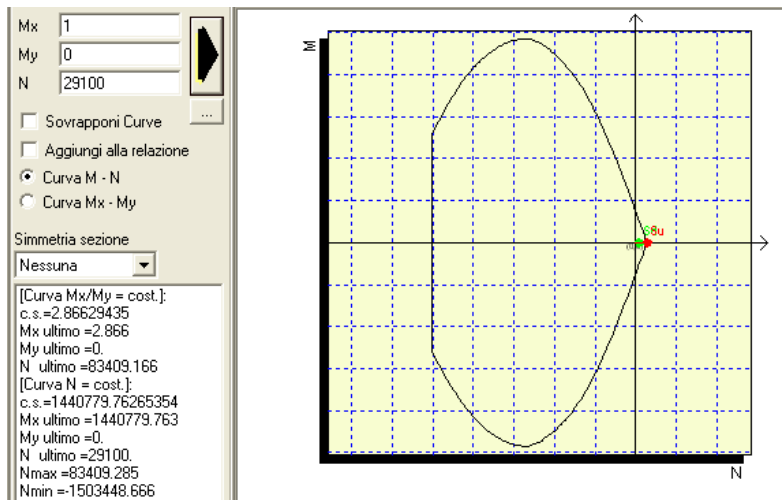 Mx 1
My 0
N 29100
...
Sovrapponi Curve
Aggiungi alla relazione
Curva M - N
Curva Mx - My
Simmetria sezione
Nessuna
[Curva Mx/My = cost.]:
c.s.=2.86629435
Mx ultimo =2.866
My ultimo =0.
N ultimo =83409.166
[Curva N = cost.]:
c.s.=1440779.76265354
Mx ultimo =1440779.763
My ultimo =0.
N ultimo =29100.
Nmax =83409.285
Nmin =-1503448.666
M
N